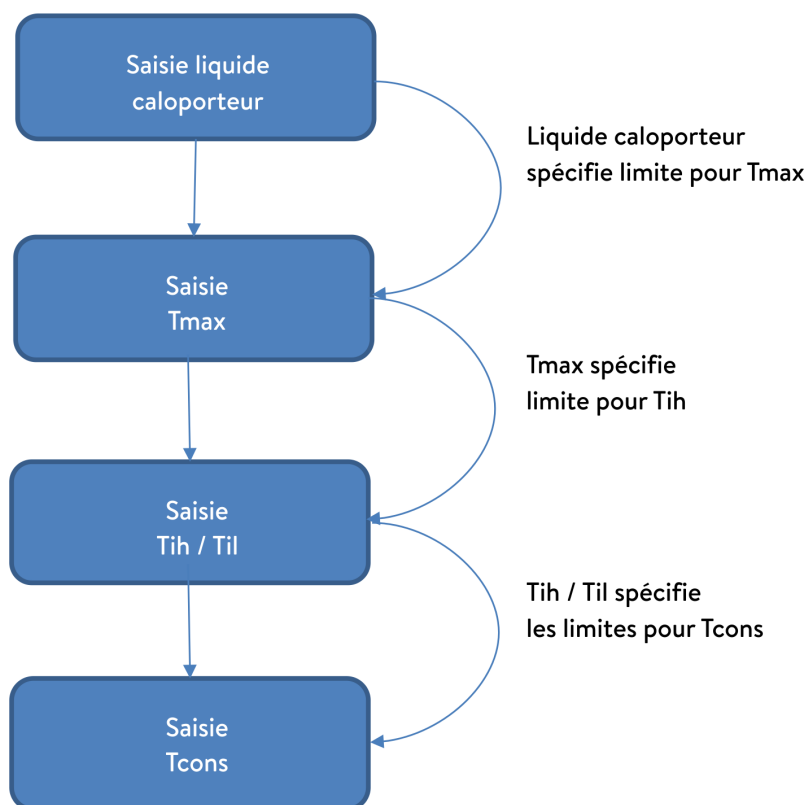 Saisie liquide
caloporteur
Liquide caloporteur
spécifie limite pour Tmax
Saisie
Tmax
Tmax spécifie
limite pour Tih
Saisie
Tih / Til
Tih / Til spécifie
les limites pour Tcons
Saisie
Tcons